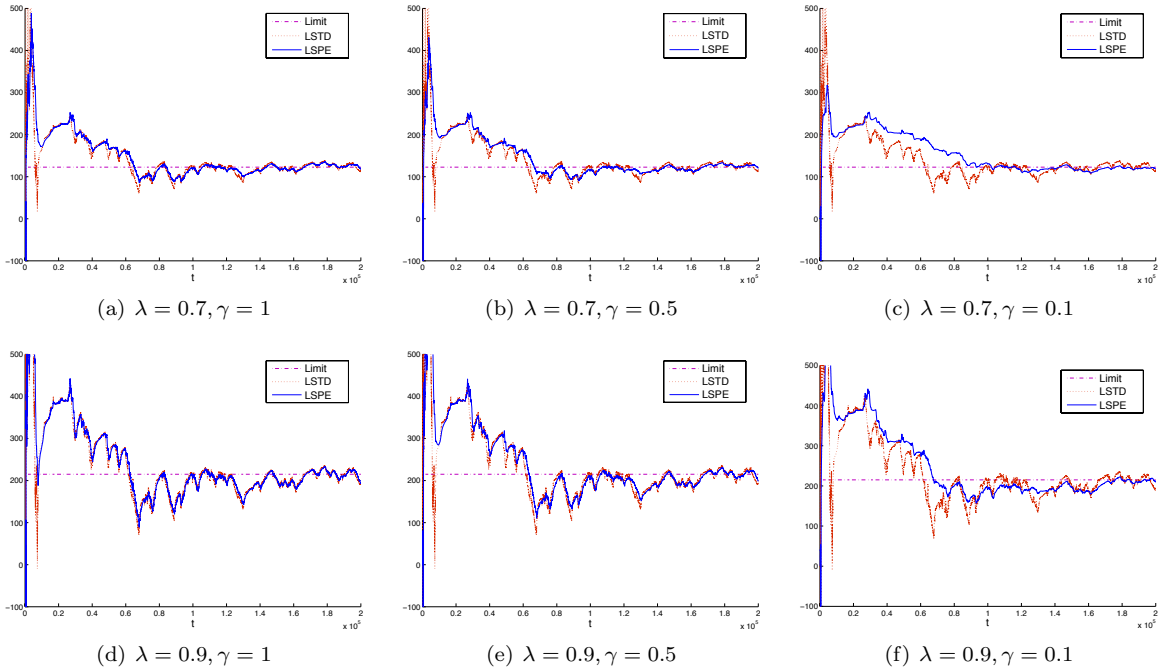 500
400
300
200
100
0
−100
0 0.2 0.4 0.6 0.8 1 1.2 1.4 1.6 1.8 2
t
x 10^5
Limit
LSTD
LSPE
(a) λ = 0.7, γ = 1
500
400
300
200
100
0
−100
0 0.2 0.4 0.6 0.8 1 1.2 1.4 1.6 1.8 2
t
x 10^5
Limit
LSTD
LSPE
(b) λ = 0.7, γ = 0.5
500
400
300
200
100
0
−100
0 0.2 0.4 0.6 0.8 1 1.2 1.4 1.6 1.8 2
t
x 10^5
Limit
LSTD
LSPE
(c) λ = 0.7, γ = 0.1
500
400
300
200
100
0
−100
0 0.2 0.4 0.6 0.8 1 1.2 1.4 1.6 1.8 2
t
x 10^5
Limit
LSTD
LSPE
(d) λ = 0.9, γ = 1
500
400
300
200
100
0
−100
0 0.2 0.4 0.6 0.8 1 1.2 1.4 1.6 1.8 2
t
x 10^5
Limit
LSTD
LSPE
(e) λ = 0.9, γ = 0.5
500
400
300
200
100
0
−100
0 0.2 0.4 0.6 0.8 1 1.2 1.4 1.6 1.8 2
t
x 10^5
Limit
LSTD
LSPE
(f) λ = 0.9, γ = 0.1